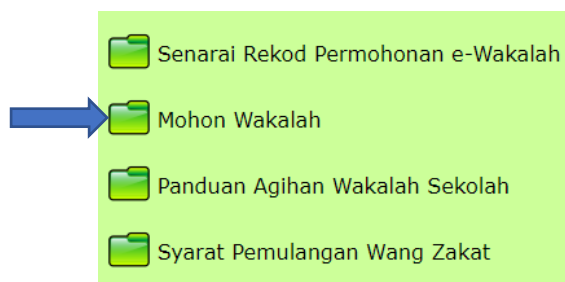 Senarai Rekod Permohonan e-Wakalah
Mohon Wakalah
Panduan Agihan Wakalah Sekolah
Syarat Pemulangan Wang Zakat